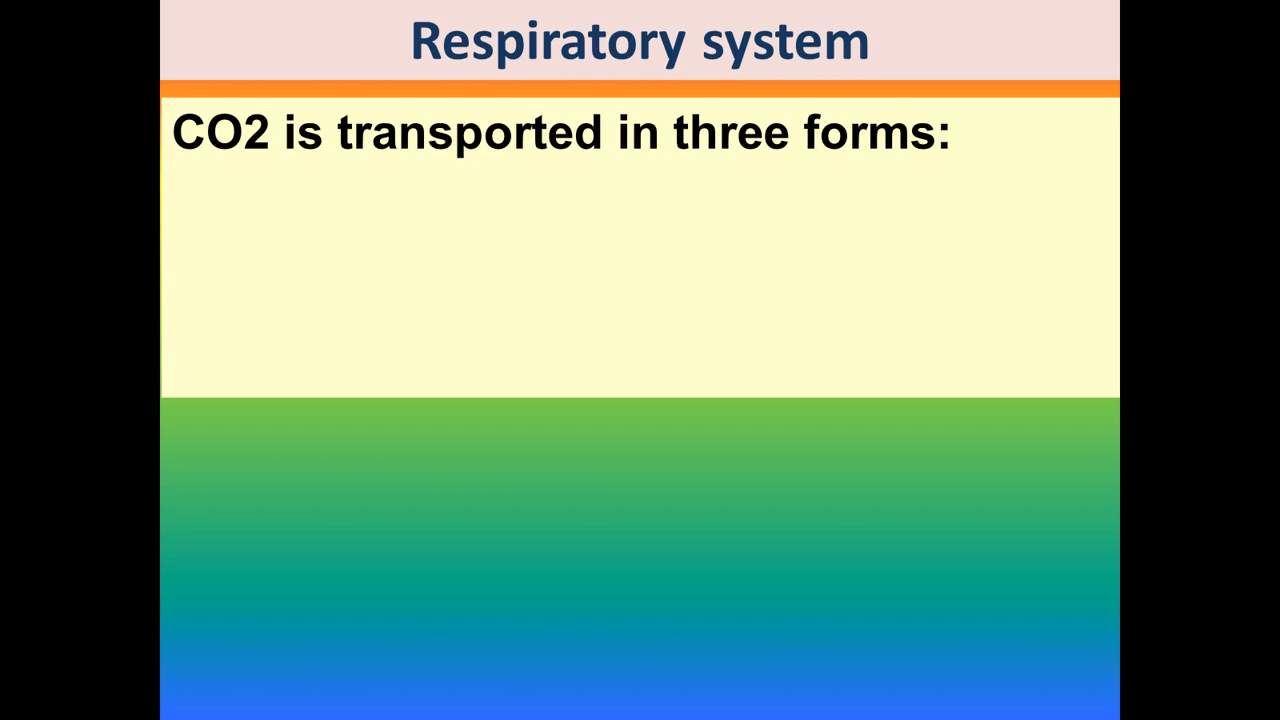 Respiratory system
CO2 is transported in three forms: